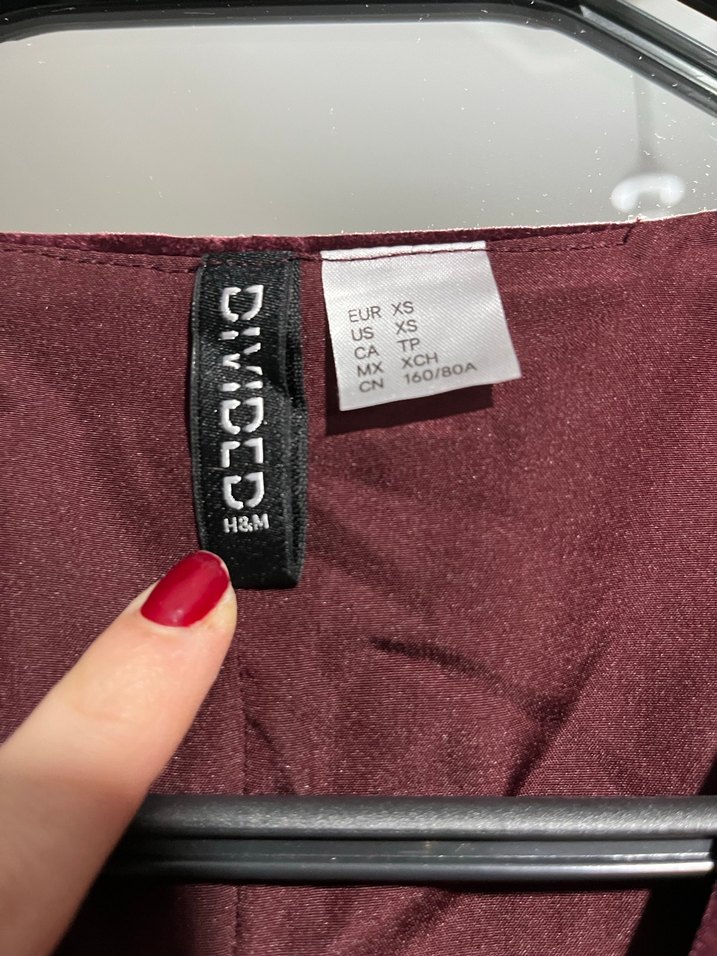 DIVIDED
H&M
EUR XS
US XS
CA TP
MX XCH
CN 160/80A